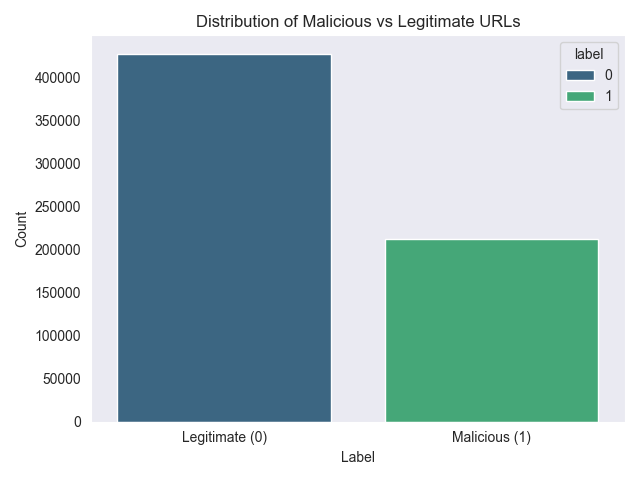 Distribution of Malicious vs Legitimate URLs
label
0
1
400000
350000
300000
250000
200000
150000
100000
50000
0
Count
Legitimate (0)
Malicious (1)
Label